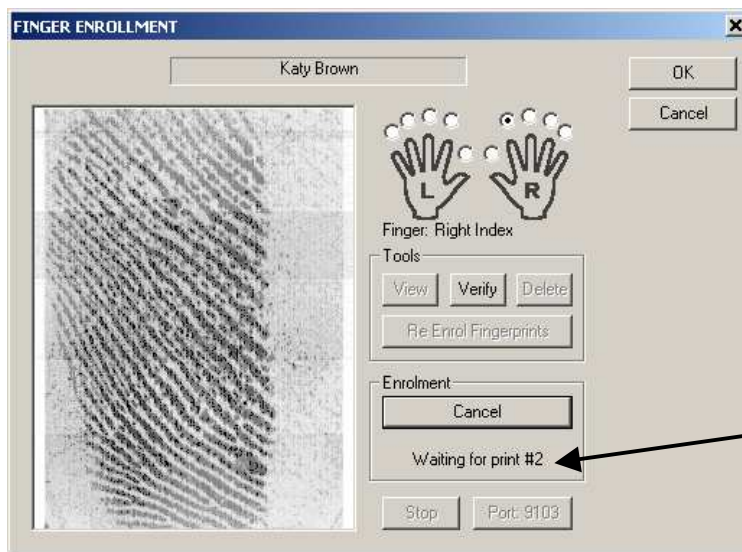 FINGER ENROLLMENT
Katy Brown
OK
Cancel
L
R
Finger: Right Index
Tools
View Verify Delete
Re Enrol Fingerprints
Enrolment
Cancel
Waiting for print #2
Stop Port: 9103